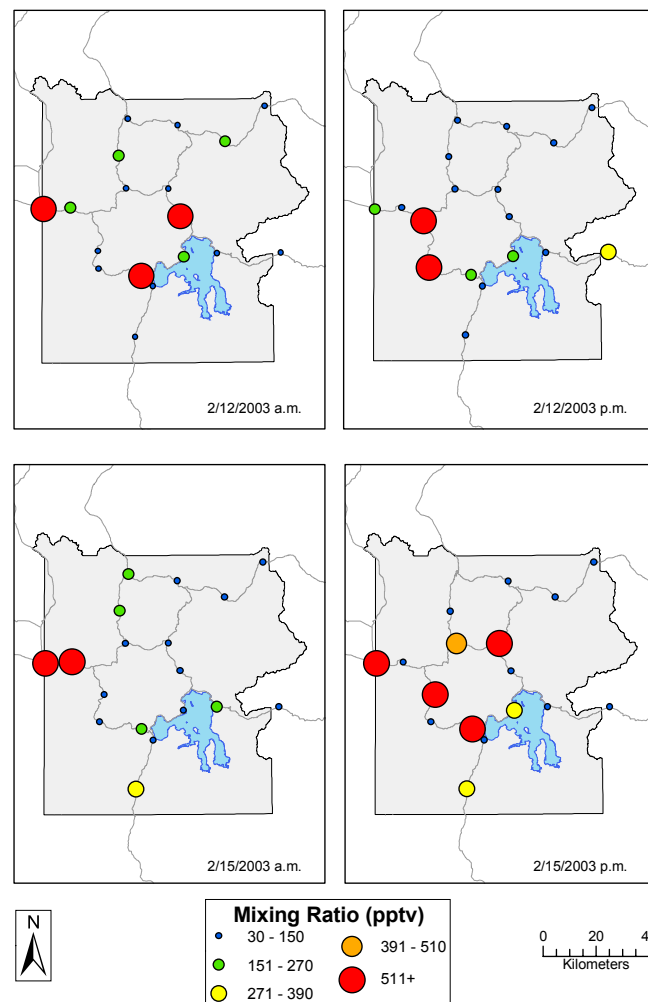 2/12/2003 a.m.
2/12/2003 p.m.
2/15/2003 a.m.
2/15/2003 p.m.
N
Mixing Ratio (pptv)
30 - 150
151 - 270
271 - 390
391 - 510
511+
0 20
Kilometers